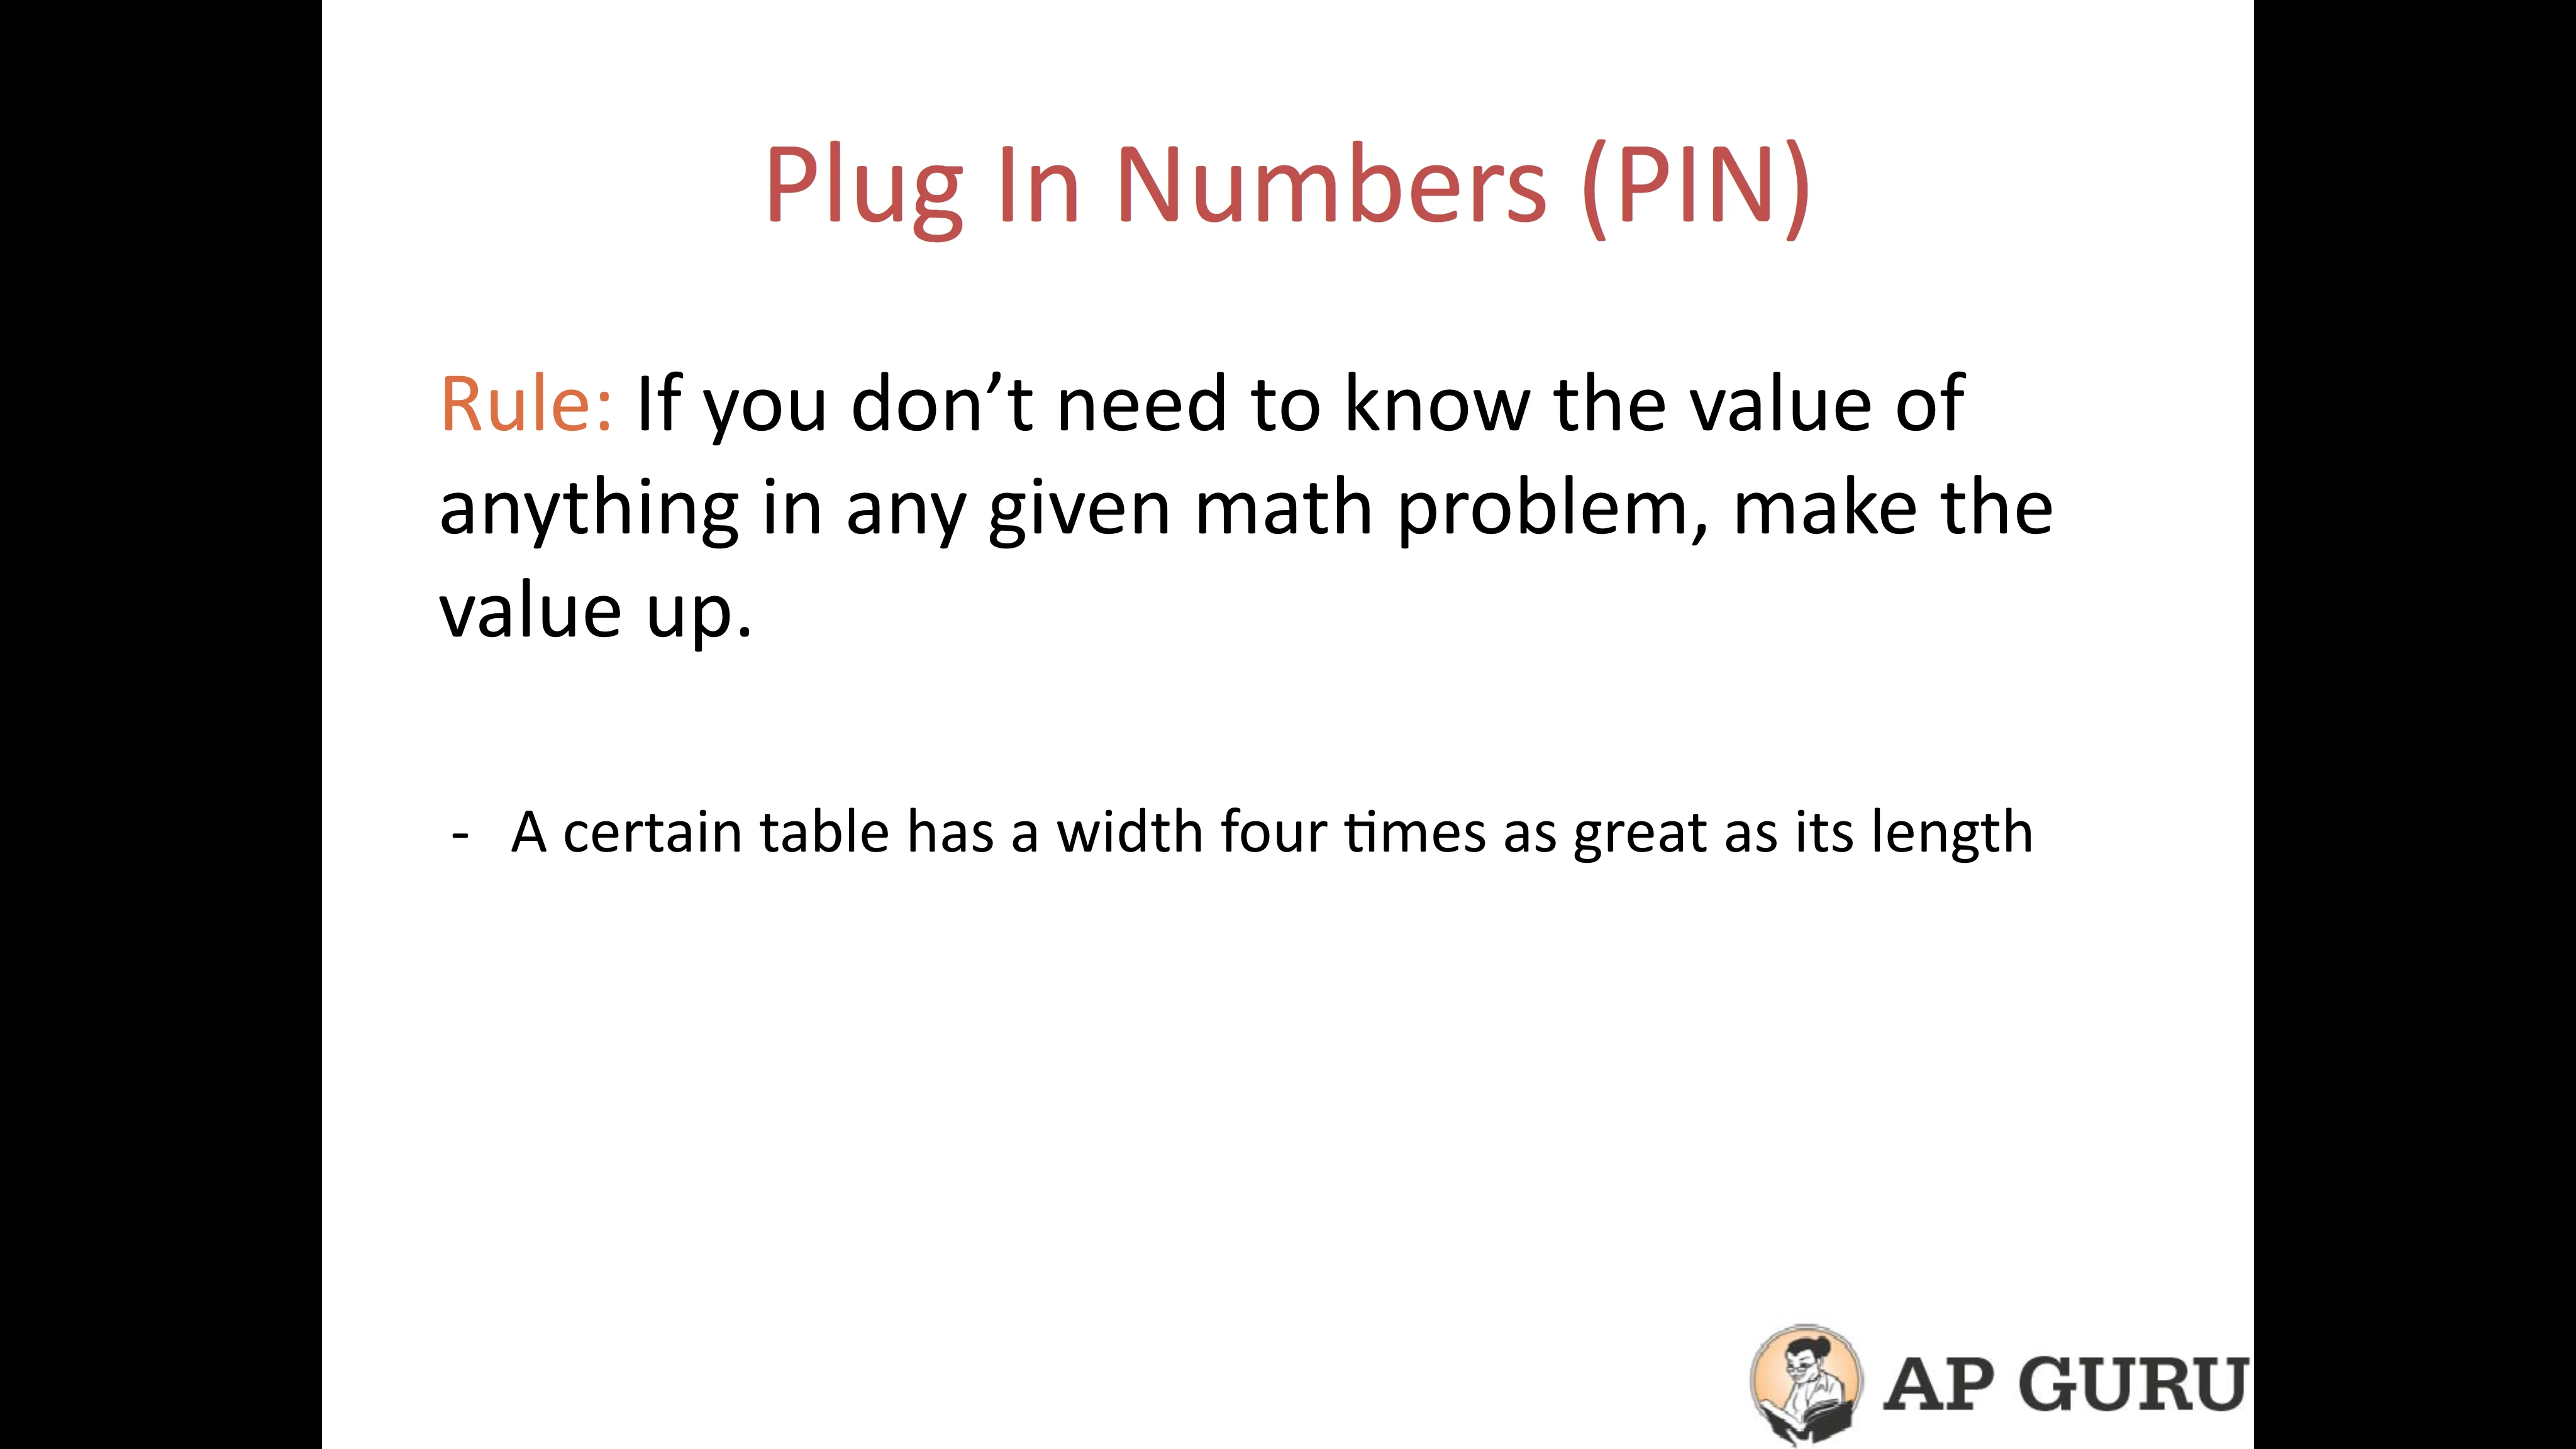 Plug In Numbers (PIN)
Rule: If you don’t need to know the value of
anything in any given math problem, make the
value up.
- A certain table has a width four times as great as its length
AP GURU